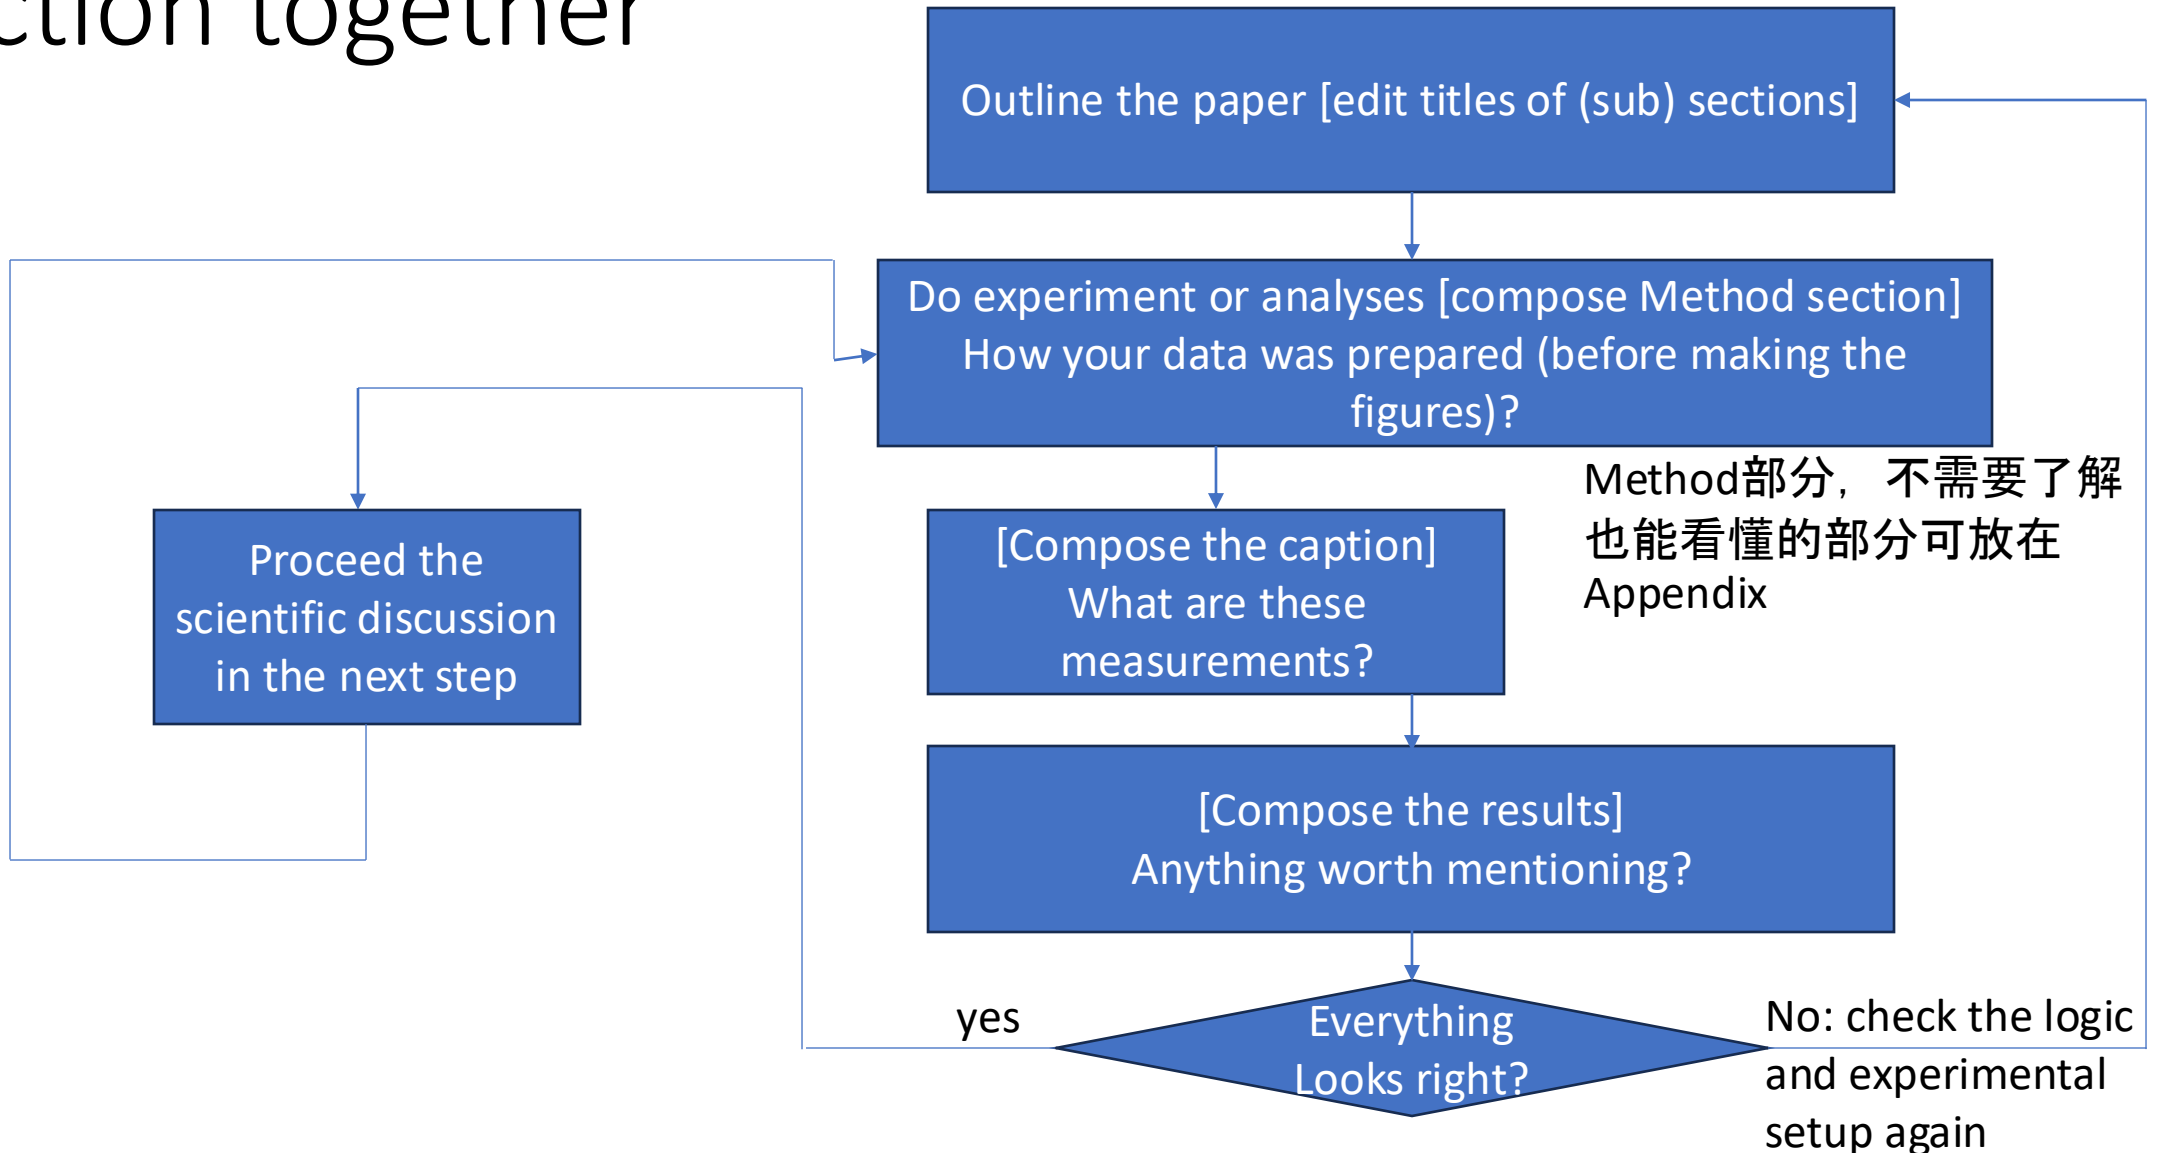 ction together
Outline the paper [edit titles of (sub) sections]
Do experiment or analyses [compose Method section]
How your data was prepared (before making the
figures)?
Method部分，不需要了解
也能看懂的部分可放在
Appendix
[Compose the caption]
What are these
measurements?
Proceed the
scientific discussion
in the next step
[Compose the results]
Anything worth mentioning?
yes
Everything
Looks right?
No: check the logic
and experimental
setup again